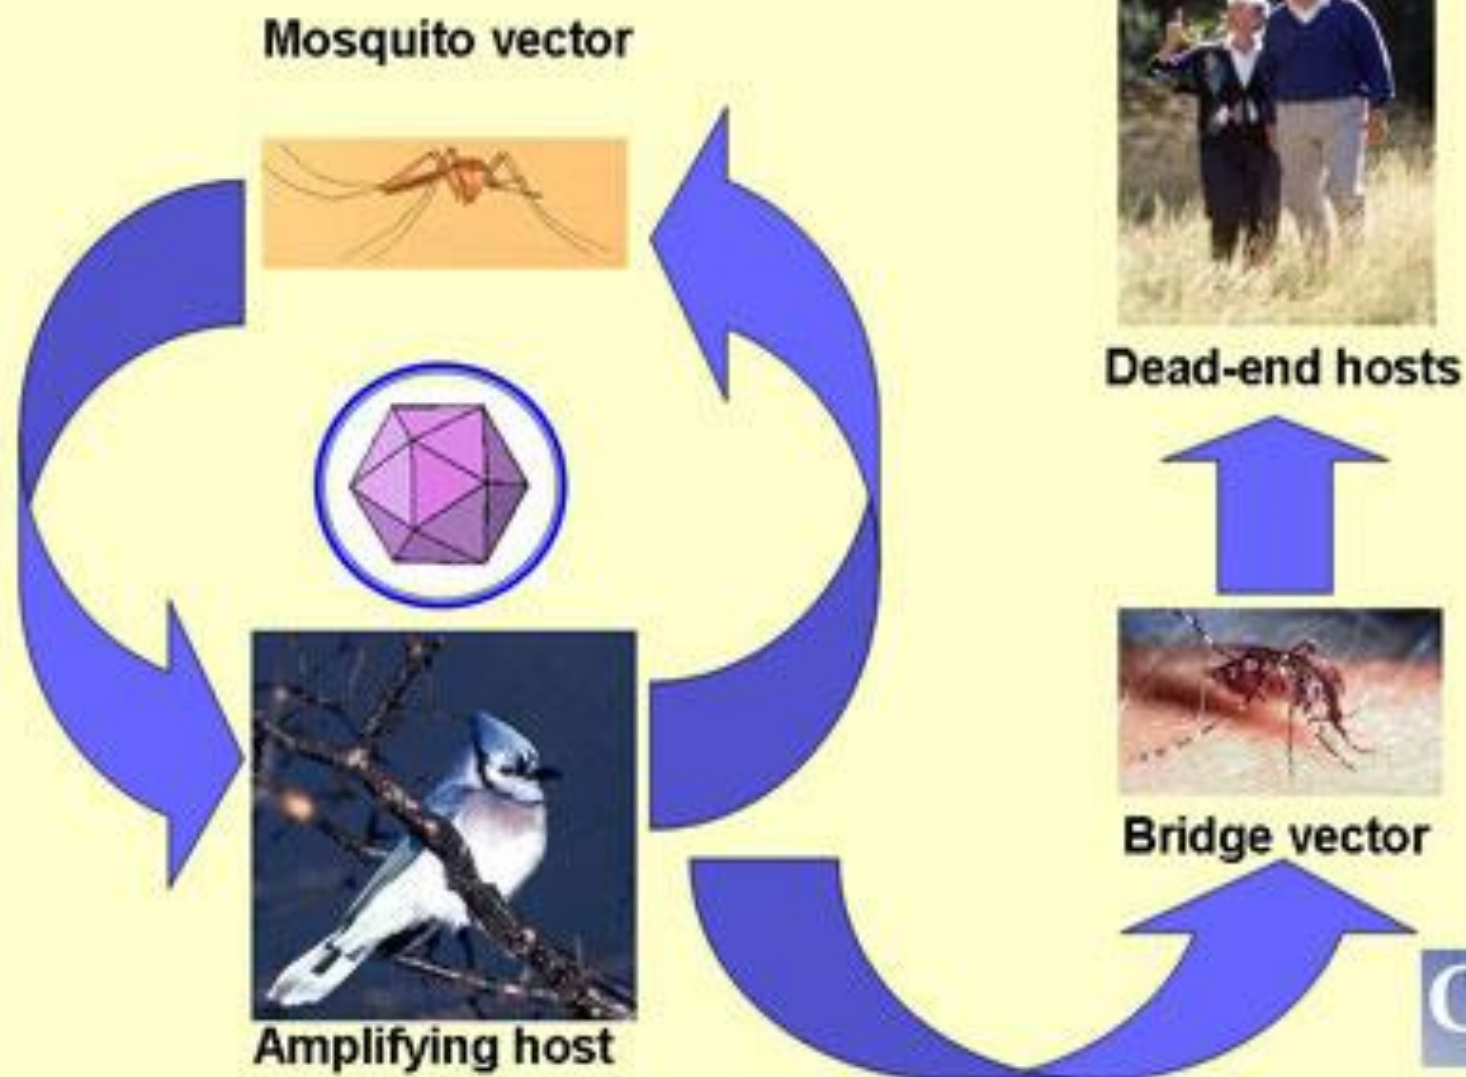 Mosquito vector
Dead-end hosts
Bridge vector
Amplifying host